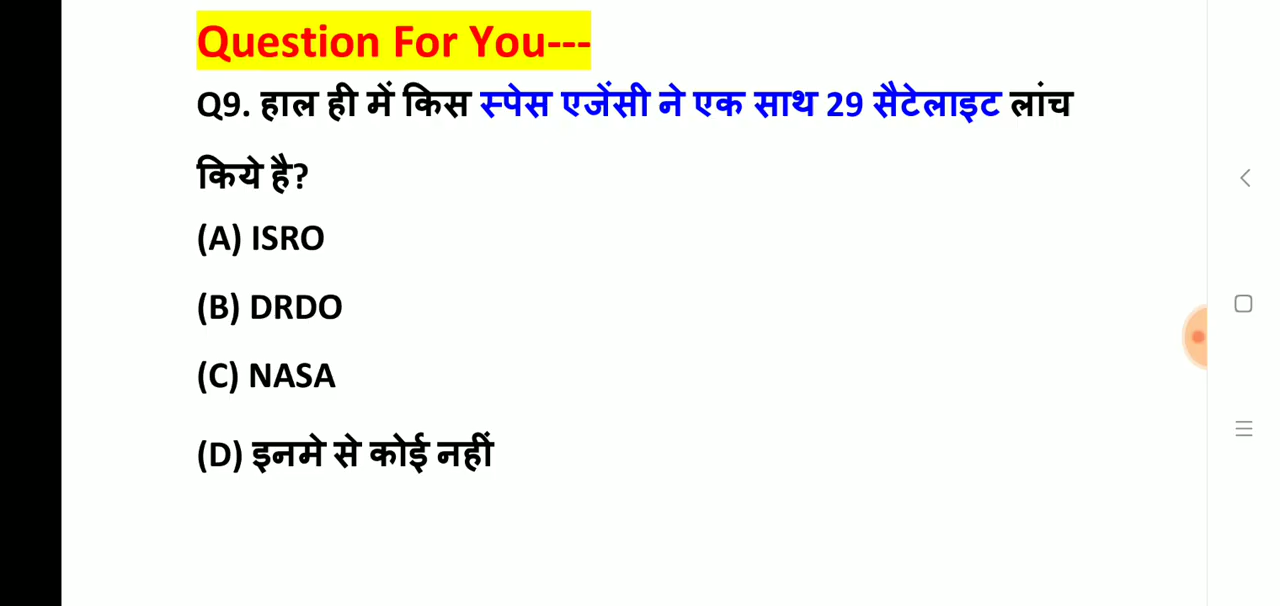 Question For You---
Q9. हाल ही में किस स्पेस एजेंसी ने एक साथ 29 सैटेलाइट लांच
किये है?
(A) ISRO
(B) DRDO
(C) NASA
(D) इनमे से कोई नहीं